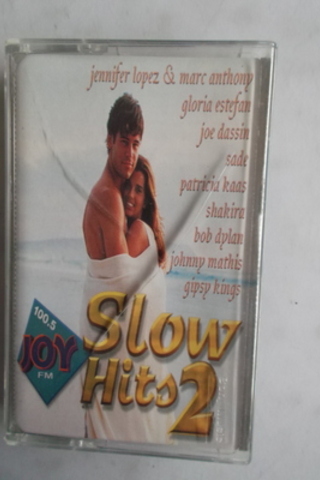 jennifer lopez & marc anthony
gloria estefan
joe dassin
sade
patricia kaas
shakira
bob dylan
johnny mathis
gipsy kings
100.5
JOY
FM
Slow
Hits 2